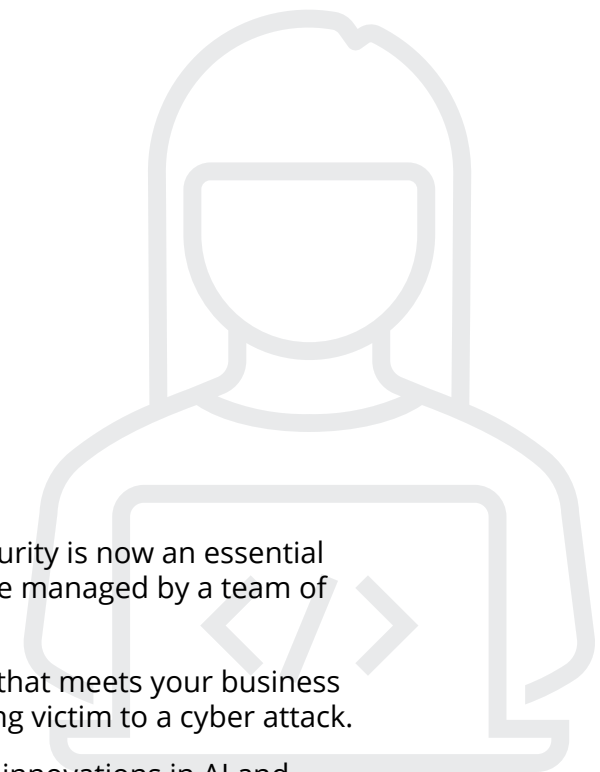 urity is now an essential
e managed by a team of
that meets your business
ng victim to a cyber attack.
innovations in AI and